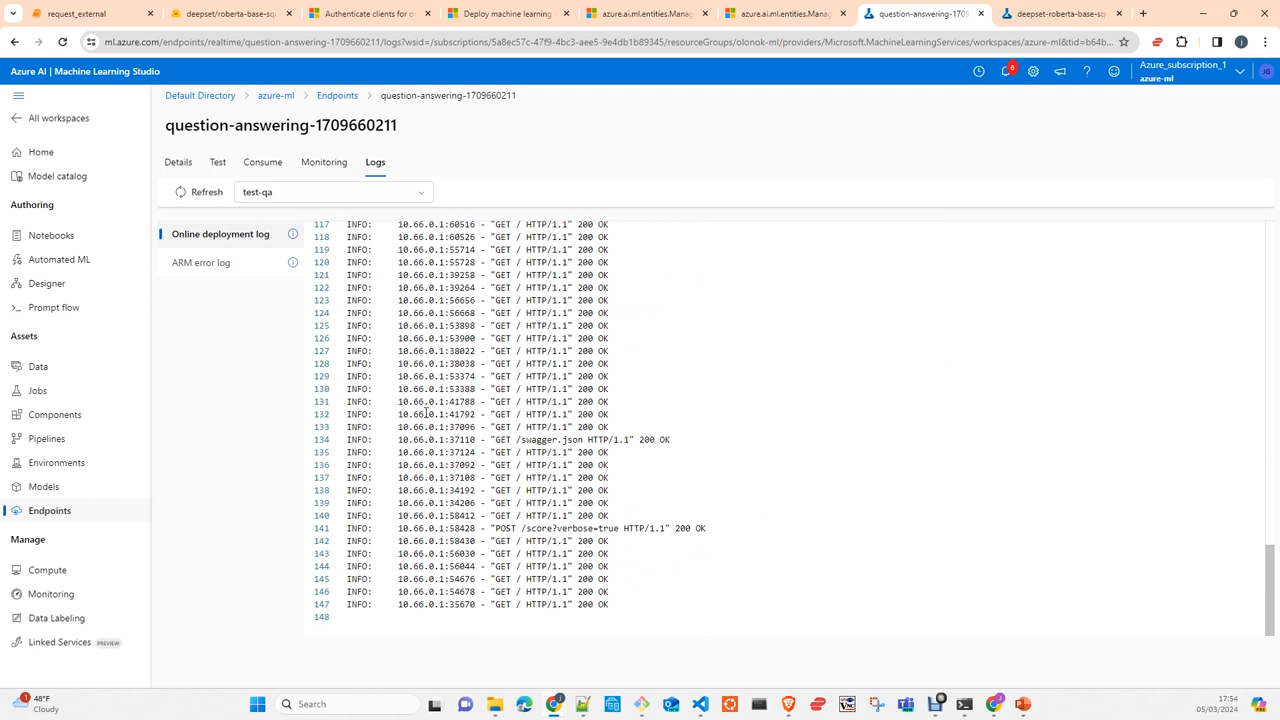 request_external
deepset/roberta-base-squ
Authenticate clients for o
Deploy machine learning
azure.ai.ml.entities.Manag
azure.ai.ml.entities.Manag
question-answering-1709
deepset-roberta-base-sq
ml.azure.com/endpoints/realtime/question-answering-1709660211/logs?wsid=/subscriptions/5a8ec57c-47f9-4bc3-aee5-9e4db1b89345/resourceGroups/olonok-ml/providers/Microsoft.MachineLearningServices/workspaces/azure-ml&tid=b64b...
Azure AI | Machine Learning Studio
6
Azure_subscription_1
azure-ml
JG
All workspaces
Home
Model catalog
Authoring
Notebooks
Automated ML
Designer
Prompt flow
Assets
Data
Jobs
Components
Pipelines
Environments
Models
Endpoints
Manage
Compute
Monitoring
Data Labeling
Linked Services PREVIEW
Default Directory > azure-ml > Endpoints > question-answering-1709660211
question-answering-1709660211
Details Test Consume Monitoring Logs
Refresh test-qa
Online deployment log
ARM error log
117 INFO: 10.66.0.1:60516 - "GET / HTTP/1.1" 200 OK
118 INFO: 10.66.0.1:60526 - "GET / HTTP/1.1" 200 OK
119 INFO: 10.66.0.1:55714 - "GET / HTTP/1.1" 200 OK
120 INFO: 10.66.0.1:55728 - "GET / HTTP/1.1" 200 OK
121 INFO: 10.66.0.1:39258 - "GET / HTTP/1.1" 200 OK
122 INFO: 10.66.0.1:39264 - "GET / HTTP/1.1" 200 OK
123 INFO: 10.66.0.1:56656 - "GET / HTTP/1.1" 200 OK
124 INFO: 10.66.0.1:56668 - "GET / HTTP/1.1" 200 OK
125 INFO: 10.66.0.1:53898 - "GET / HTTP/1.1" 200 OK
126 INFO: 10.66.0.1:53900 - "GET / HTTP/1.1" 200 OK
127 INFO: 10.66.0.1:38022 - "GET / HTTP/1.1" 200 OK
128 INFO: 10.66.0.1:38038 - "GET / HTTP/1.1" 200 OK
129 INFO: 10.66.0.1:53374 - "GET / HTTP/1.1" 200 OK
130 INFO: 10.66.0.1:53388 - "GET / HTTP/1.1" 200 OK
131 INFO: 10.66.0.1:41788 - "GET / HTTP/1.1" 200 OK
132 INFO: 10.66.0.1:41792 - "GET / HTTP/1.1" 200 OK
133 INFO: 10.66.0.1:37096 - "GET / HTTP/1.1" 200 OK
134 INFO: 10.66.0.1:37110 - "GET /swagger.json HTTP/1.1" 200 OK
135 INFO: 10.66.0.1:37124 - "GET / HTTP/1.1" 200 OK
136 INFO: 10.66.0.1:37092 - "GET / HTTP/1.1" 200 OK
137 INFO: 10.66.0.1:37108 - "GET / HTTP/1.1" 200 OK
138 INFO: 10.66.0.1:34192 - "GET / HTTP/1.1" 200 OK
139 INFO: 10.66.0.1:34206 - "GET / HTTP/1.1" 200 OK
140 INFO: 10.66.0.1:58412 - "GET / HTTP/1.1" 200 OK
141 INFO: 10.66.0.1:58428 - "POST /score?verbose=true HTTP/1.1" 200 OK
142 INFO: 10.66.0.1:58430 - "GET / HTTP/1.1" 200 OK
143 INFO: 10.66.0.1:56030 - "GET / HTTP/1.1" 200 OK
144 INFO: 10.66.0.1:56044 - "GET / HTTP/1.1" 200 OK
145 INFO: 10.66.0.1:54676 - "GET / HTTP/1.1" 200 OK
146 INFO: 10.66.0.1:54678 - "GET / HTTP/1.1" 200 OK
147 INFO: 10.66.0.1:35670 - "GET / HTTP/1.1" 200 OK
148
1
48°F
Cloudy
Search
17:54
05/03/2024